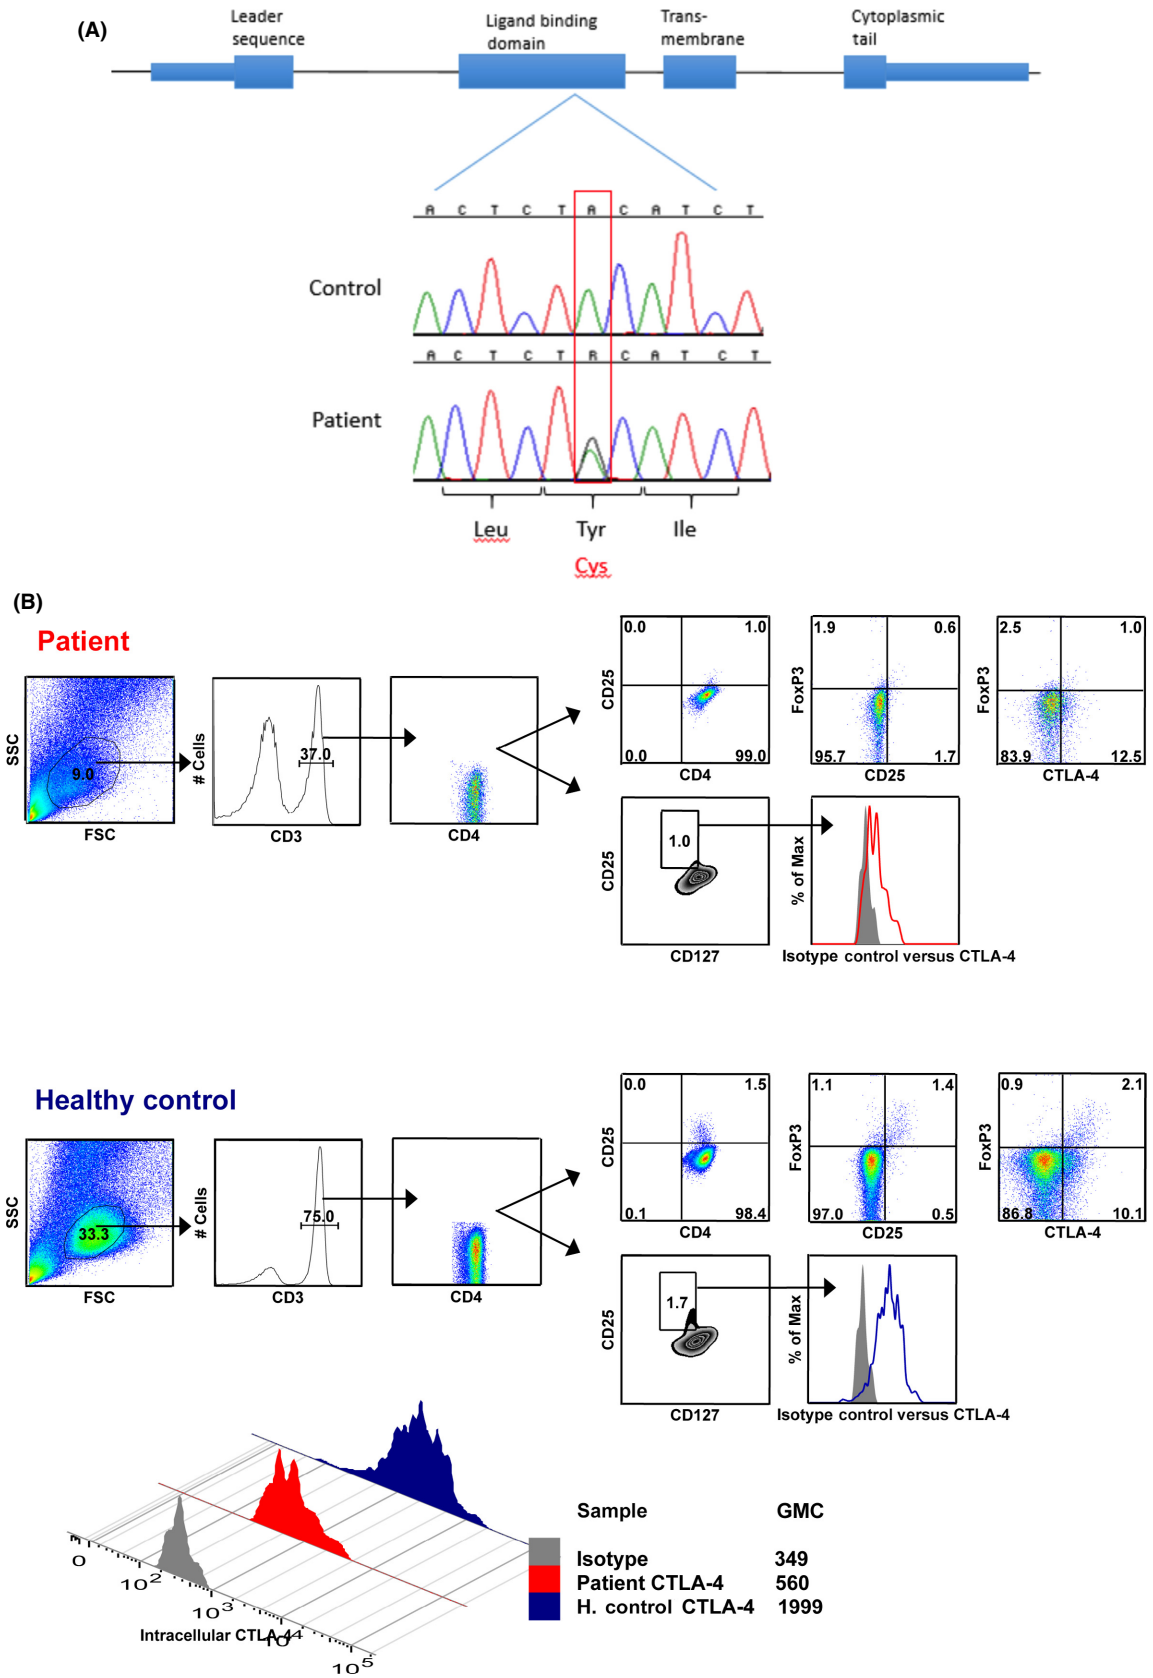 (A)
Leader
sequence
Ligand binding
domain
Trans-
membrane
Cytoplasmic
tail
A C T C T A C A T C T
Control
A C T C T R C A T C T
Patient
Leu Tyr Ile
Cys
(B)
Patient
SSC
9.0
FSC
# Cells
37.0
CD3
CD4
CD25
0.0 1.0
0.0 99.0
CD4
FoxP3
1.9 0.6
95.7 1.7
CD25
FoxP3
2.5 1.0
83.9 12.5
CTLA-4
CD25
1.0
CD127
% of Max
Isotype control versus CTLA-4
Healthy control
SSC
33.3
FSC
# Cells
75.0
CD3
CD4
CD25
0.0 1.5
0.1 98.4
CD4
FoxP3
1.1 1.4
97.0 0.5
CD25
FoxP3
0.9 2.1
86.8 10.1
CTLA-4
CD25
1.7
CD127
% of Max
Isotype control versus CTLA-4
0 10² 10³ 10⁴ 10⁵
Intracellular CTLA-4
Sample GMC
Isotype 349
Patient CTLA-4 560
H. control CTLA-4 1999